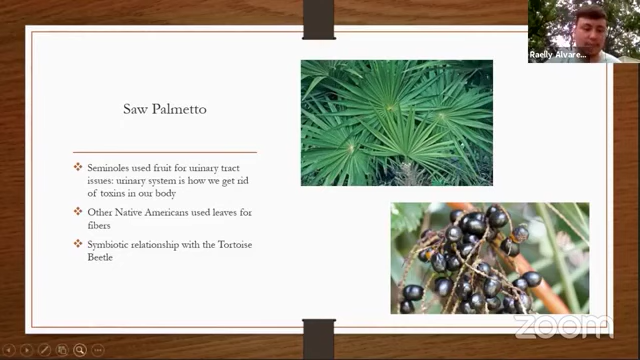 Raelly Alvare...
Saw Palmetto
❖ Seminoles used fruit for urinary tract
issues: urinary system is how we get rid
of toxins in our body
❖ Other Native Americans used leaves for
fibers
❖ Symbiotic relationship with the Tortoise
Beetle
zoom